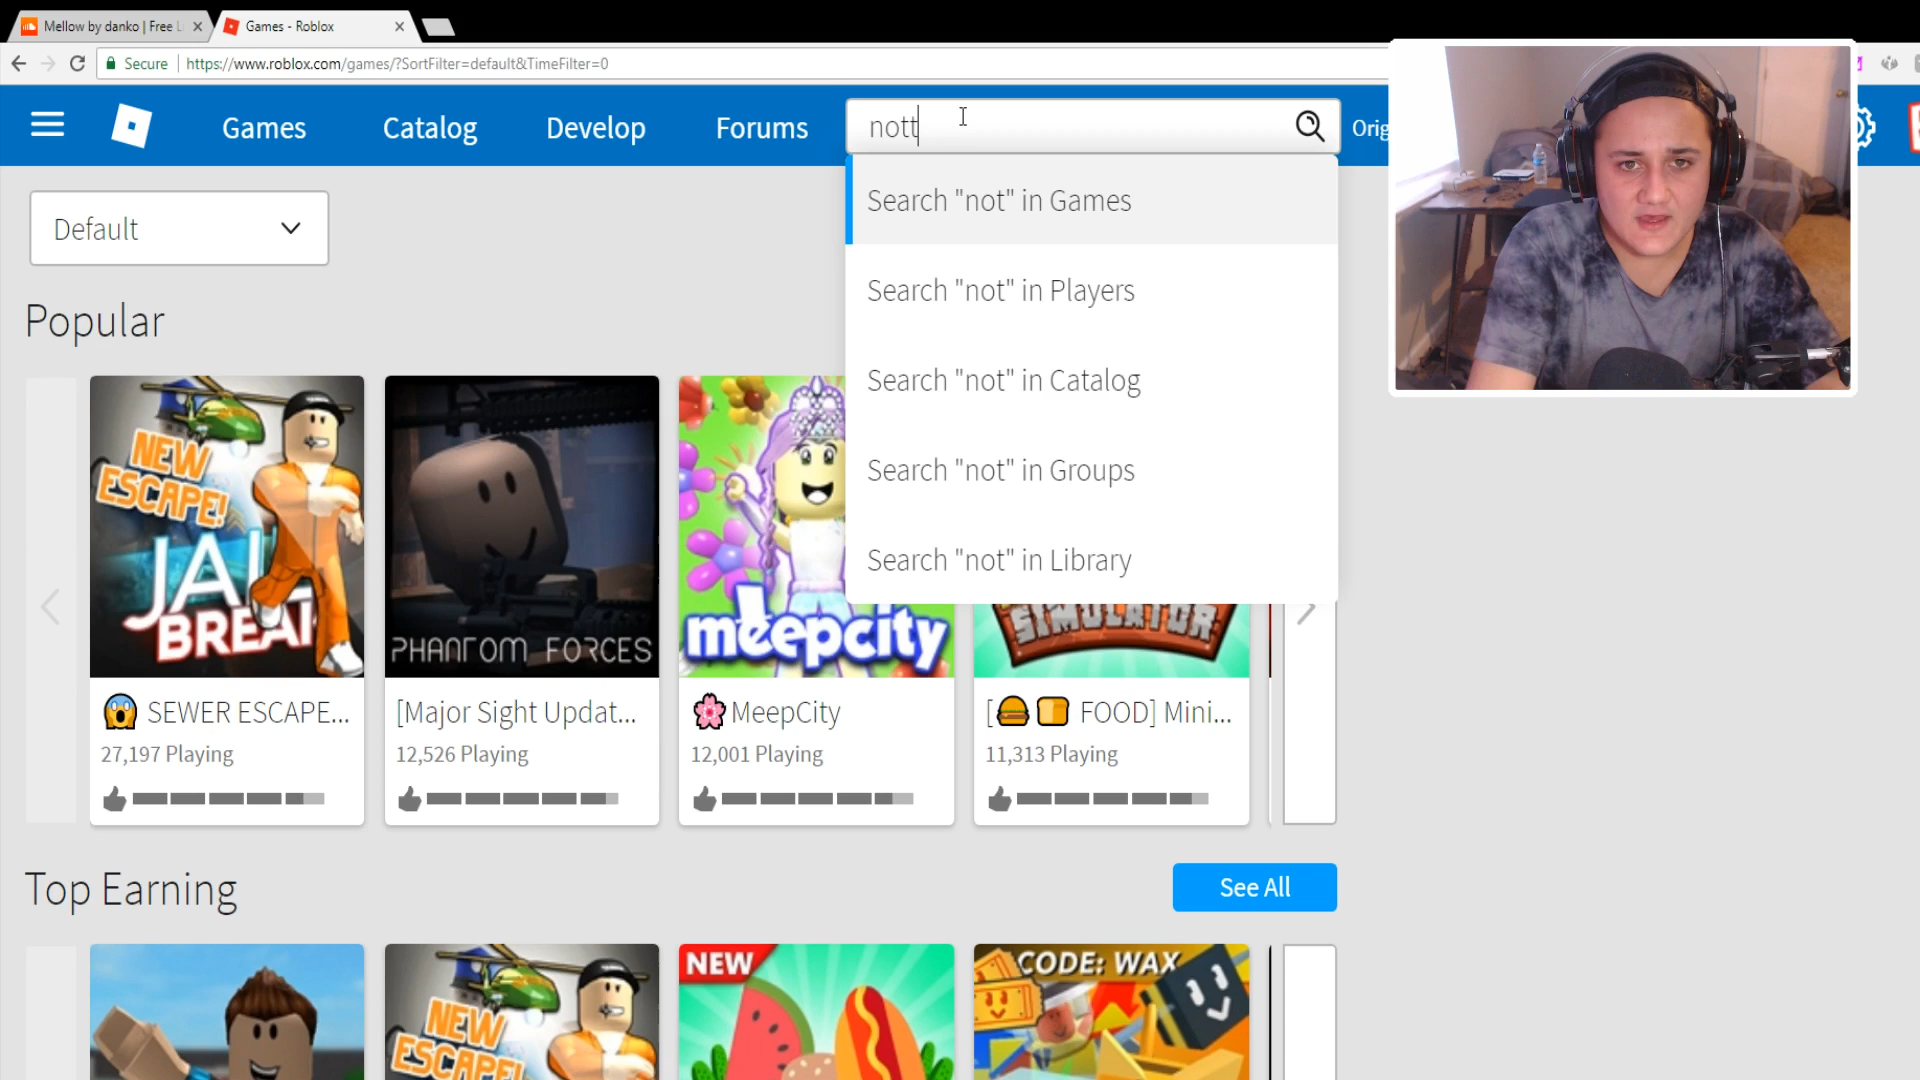 Mellow by danko | Free L
Games - Roblox
Secure
https://www.roblox.com/games/?SortFilter=default&TimeFilter=0
Games
Catalog
Develop
Forums
nott
Orig
Default
Search "not" in Games
Search "not" in Players
Search "not" in Catalog
Search "not" in Groups
Search "not" in Library
Popular
NEW
ESCAPE!
JAI
BREAI
PHANTOM FORCES
meepcity
SIMULATOR
SEWER ESCAPE...
[Major Sight Updat...
MeepCity
[ FOOD] Mini...
27,197 Playing
12,526 Playing
12,001 Playing
11,313 Playing
Top Earning
See All
NEW
ESCAPE!
NEW
CODE: WAX